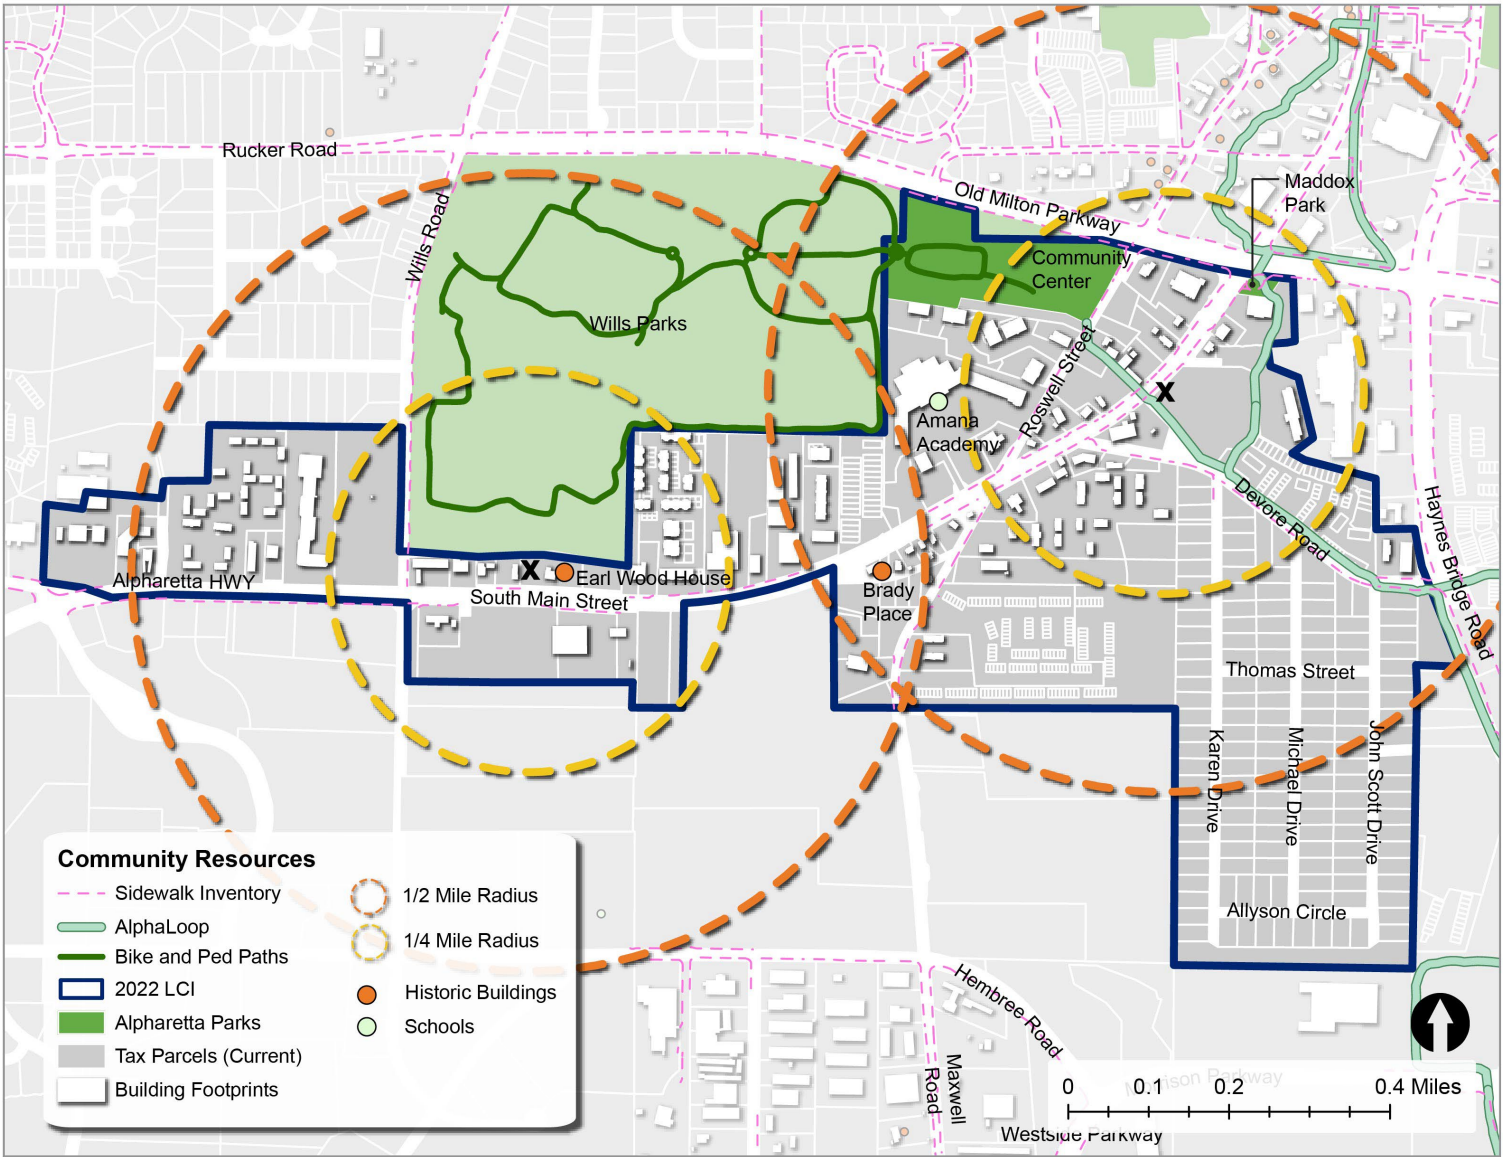 Rucker Road
Wills Road
Old Milton Parkway
Maddox
Park
Community
Center
Wills Parks
Roswell Street
X
Amana
Academy
Devore Road
Haynes Bridge Road
Alpharetta HWY
X
Earl Wood House
South Main Street
Brady
Place
Thomas Street
Karen Drive
Michael Drive
John Scott Drive
Allyson Circle
Hembree Road
Maxwell
Road
Westside Parkway
Community Resources
Sidewalk Inventory
AlphaLoop
Bike and Ped Paths
2022 LCI
Alpharetta Parks
Tax Parcels (Current)
Building Footprints
1/2 Mile Radius
1/4 Mile Radius
Historic Buildings
Schools
0 0.1 0.2 0.4 Miles
Parkway